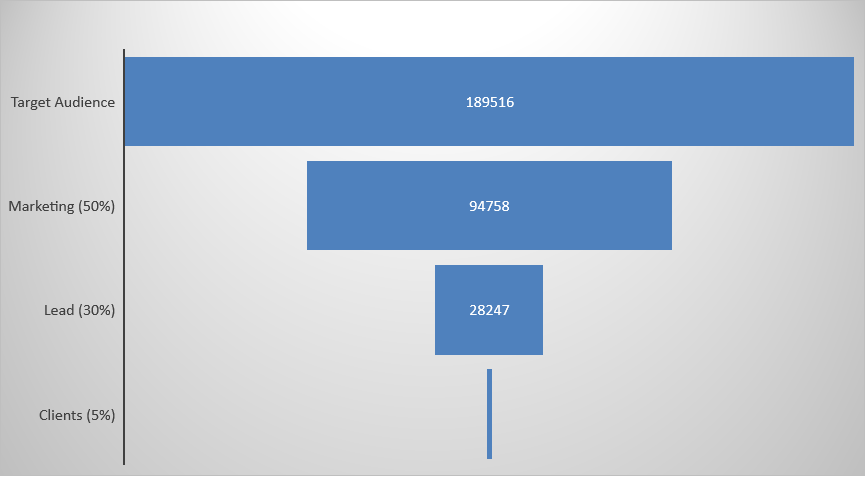 Target Audience
189516
Marketing (50%)
94758
Lead (30%)
28247
Clients (5%)